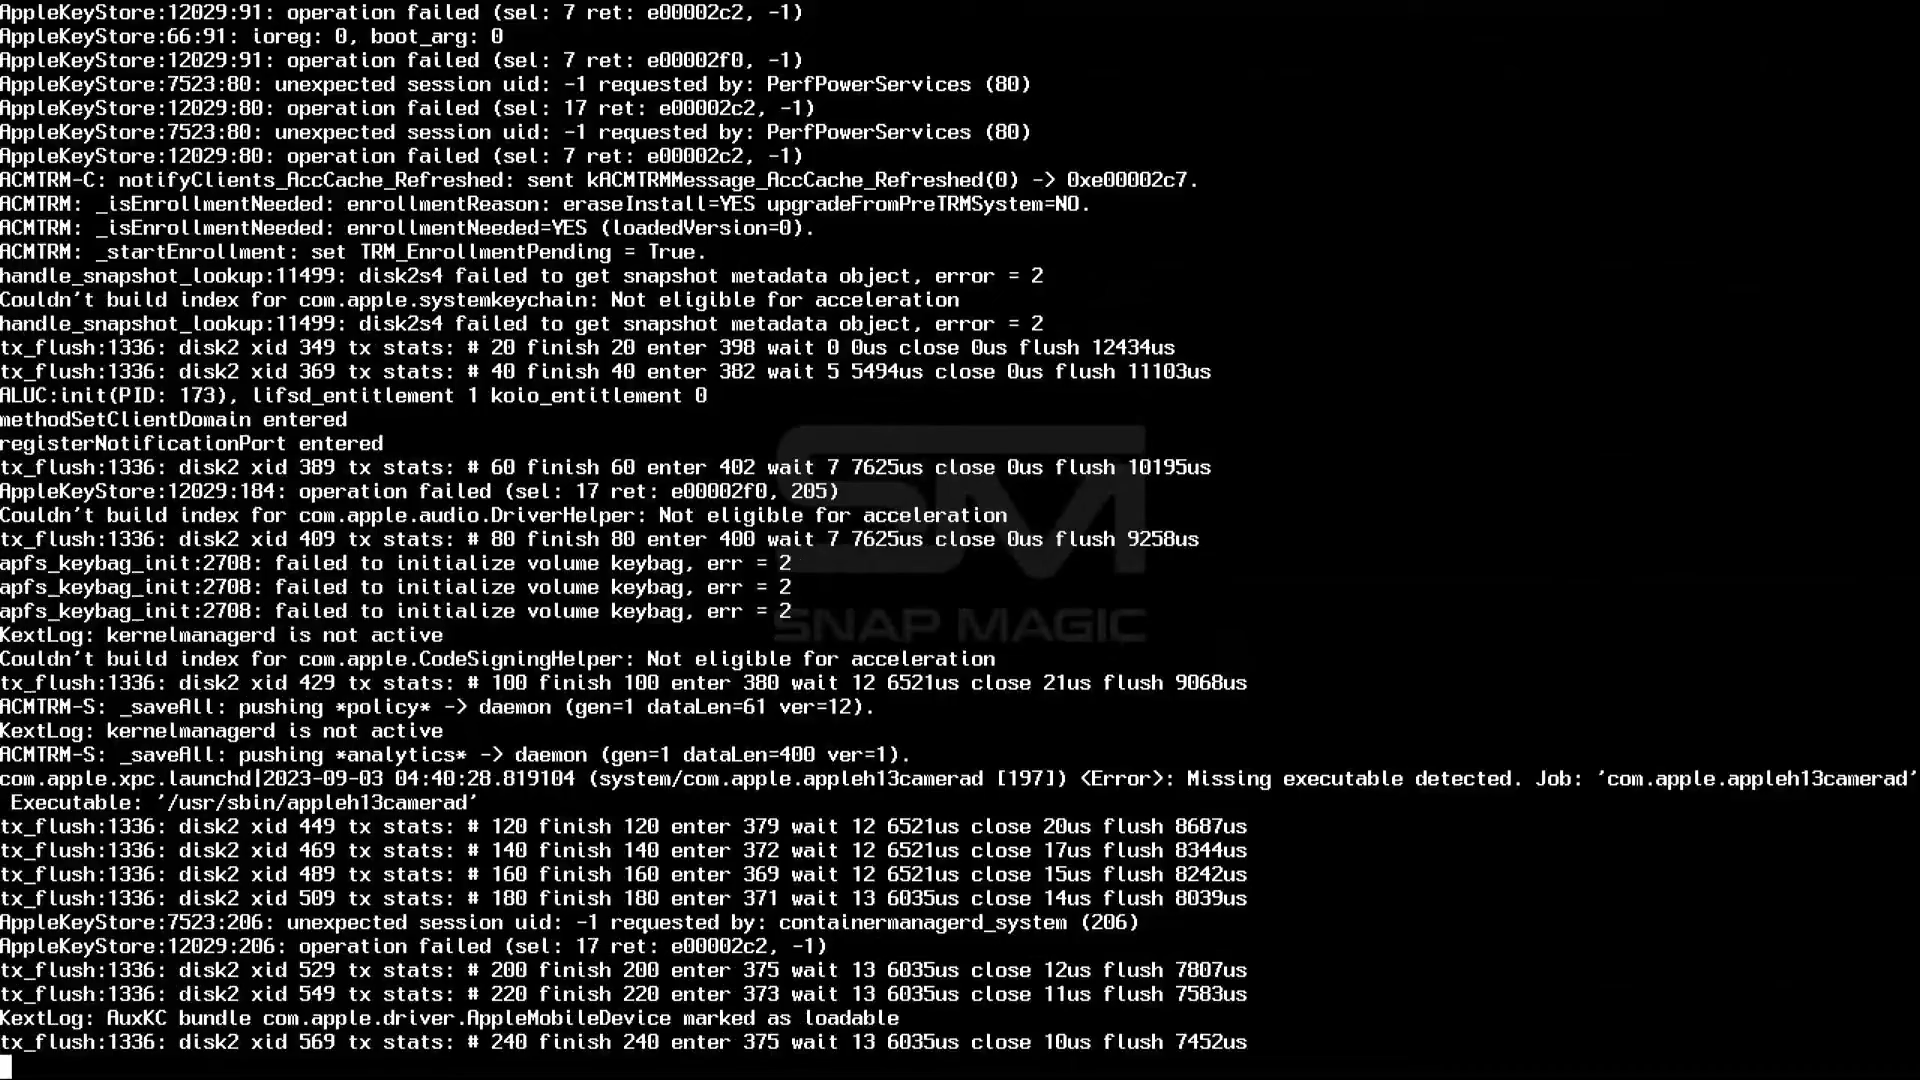 AppleKeyStore:12029:91: operation failed (sel: 7 ret: e00002c2, -1)
AppleKeyStore:66:91: ioreg: 0, boot_arg: 0
AppleKeyStore:12029:91: operation failed (sel: 7 ret: e00002f0, -1)
AppleKeyStore:7523:80: unexpected session uid: -1 requested by: PerfPowerServices (80)
AppleKeyStore:12029:80: operation failed (sel: 17 ret: e00002c2, -1)
AppleKeyStore:7523:80: unexpected session uid: -1 requested by: PerfPowerServices (80)
AppleKeyStore:12029:80: operation failed (sel: 7 ret: e00002c2, -1)
ACMTRM-C: notifyClients_AccCache_Refreshed: sent kACMTRMMessage_AccCache_Refreshed(0) -> 0xe00002c7.
ACMTRM: _isEnrollmentNeeded: enrollmentReason: eraseInstall=YES upgradeFromPreTRMSystem=NO.
ACMTRM: _isEnrollmentNeeded: enrollmentNeeded=YES (loadedVersion=0).
ACMTRM: _startEnrollment: set TRM_EnrollmentPending = True.
handle_snapshot_lookup:11499: disk2s4 failed to get snapshot metadata object, error = 2
Couldn't build index for com.apple.systemkeychain: Not eligible for acceleration
handle_snapshot_lookup:11499: disk2s4 failed to get snapshot metadata object, error = 2
tx_flush:1336: disk2 xid 349 tx stats: # 20 finish 20 enter 398 wait 0 0us close 0us flush 12434us
tx_flush:1336: disk2 xid 369 tx stats: # 40 finish 40 enter 382 wait 5 5494us close 0us flush 11103us
ALUC:init(PID: 173), lifsd_entitlement 1 koio_entitlement 0
methodSetClientDomain entered
registerNotificationPort entered
tx_flush:1336: disk2 xid 389 tx stats: # 60 finish 60 enter 402 wait 7 7625us close 0us flush 10195us
AppleKeyStore:12029:184: operation failed (sel: 17 ret: e00002f0, 205)
Couldn't build index for com.apple.audio.DriverHelper: Not eligible for acceleration
tx_flush:1336: disk2 xid 409 tx stats: # 80 finish 80 enter 400 wait 7 7625us close 0us flush 9258us
apfs_keybag_init:2708: failed to initialize volume keybag, err = 2
apfs_keybag_init:2708: failed to initialize volume keybag, err = 2
apfs_keybag_init:2708: failed to initialize volume keybag, err = 2
KextLog: kernelmanagerd is not active
Couldn't build index for com.apple.CodeSigningHelper: Not eligible for acceleration
tx_flush:1336: disk2 xid 429 tx stats: # 100 finish 100 enter 380 wait 12 6521us close 21us flush 9068us
ACMTRM-S: _saveAll: pushing *policy* -> daemon (gen=1 dataLen=61 ver=12).
KextLog: kernelmanagerd is not active
ACMTRM-S: _saveAll: pushing *analytics* -> daemon (gen=1 dataLen=400 ver=1).
com.apple.xpc.launchd|2023-09-03 04:40:28.819104 (system/com.apple.appleh13camerad [197]) <Error>: Missing executable detected. Job: 'com.apple.appleh13camerad'
Executable: '/usr/sbin/appleh13camerad'
tx_flush:1336: disk2 xid 449 tx stats: # 120 finish 120 enter 379 wait 12 6521us close 20us flush 8687us
tx_flush:1336: disk2 xid 469 tx stats: # 140 finish 140 enter 372 wait 12 6521us close 17us flush 8344us
tx_flush:1336: disk2 xid 489 tx stats: # 160 finish 160 enter 369 wait 12 6521us close 15us flush 8242us
tx_flush:1336: disk2 xid 509 tx stats: # 180 finish 180 enter 371 wait 13 6035us close 14us flush 8039us
AppleKeyStore:7523:206: unexpected session uid: -1 requested by: containermanagerd_system (206)
AppleKeyStore:12029:206: operation failed (sel: 17 ret: e00002c2, -1)
tx_flush:1336: disk2 xid 529 tx stats: # 200 finish 200 enter 375 wait 13 6035us close 12us flush 7807us
tx_flush:1336: disk2 xid 549 tx stats: # 220 finish 220 enter 373 wait 13 6035us close 11us flush 7583us
KextLog: AuxKC bundle com.apple.driver.AppleMobileDevice marked as loadable
tx_flush:1336: disk2 xid 569 tx stats: # 240 finish 240 enter 375 wait 13 6035us close 10us flush 7452us
SM
SNAP MAGIC